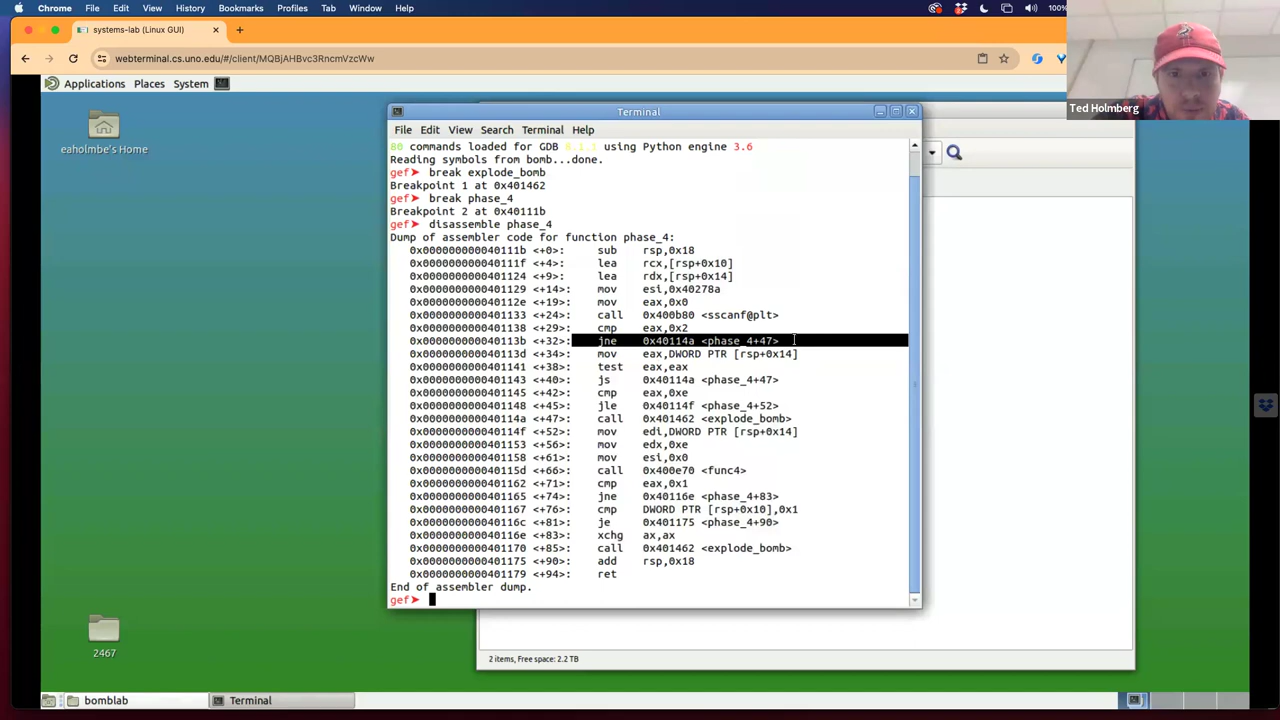 Chrome File Edit View History Bookmarks Profiles Tab Window Help 100%
systems-lab (Linux GUI)
webterminal.cs.uno.edu/#/client/MQBjAHBvc3RncmVzcWw
Ted Holmberg
Applications Places System
eaholmbe's Home
Terminal
File Edit View Search Terminal Help
80 commands loaded for GDB 8.1.1 using Python engine 3.6
Reading symbols from bomb...done.
gef➤ break explode_bomb
Breakpoint 1 at 0x401462
gef➤ break phase_4
Breakpoint 2 at 0x40111b
gef➤ disassemble phase_4
Dump of assembler code for function phase_4:
0x000000000040111b <+0>: sub rsp,0x18
0x000000000040111f <+4>: lea rcx,[rsp+0x10]
0x0000000000401124 <+9>: lea rdx,[rsp+0x14]
0x0000000000401129 <+14>: mov esi,0x40278a
0x000000000040112e <+19>: mov eax,0x0
0x0000000000401133 <+24>: call 0x400b80 <sscanf@plt>
0x0000000000401138 <+29>: cmp eax,0x2
0x000000000040113b <+32>: jne 0x40114a <phase_4+47>
0x000000000040113d <+34>: mov eax,DWORD PTR [rsp+0x14]
0x0000000000401141 <+38>: test eax,eax
0x0000000000401143 <+40>: js 0x40114a <phase_4+47>
0x0000000000401145 <+42>: cmp eax,0xe
0x0000000000401148 <+45>: jle 0x40114f <phase_4+52>
0x000000000040114a <+47>: call 0x401462 <explode_bomb>
0x000000000040114f <+52>: mov edi,DWORD PTR [rsp+0x14]
0x0000000000401153 <+56>: mov edx,0xe
0x0000000000401158 <+61>: mov esi,0x0
0x000000000040115d <+66>: call 0x400e70 <func4>
0x0000000000401162 <+71>: cmp eax,0x1
0x0000000000401165 <+74>: jne 0x40116e <phase_4+83>
0x0000000000401167 <+76>: cmp DWORD PTR [rsp+0x10],0x1
0x000000000040116c <+81>: je 0x401175 <phase_4+90>
0x000000000040116e <+83>: xchg ax,ax
0x0000000000401170 <+85>: call 0x401462 <explode_bomb>
0x0000000000401175 <+90>: add rsp,0x18
0x0000000000401179 <+94>: ret
End of assembler dump.
gef➤
2467
2 items, Free space: 2.2 TB
bomblab Terminal